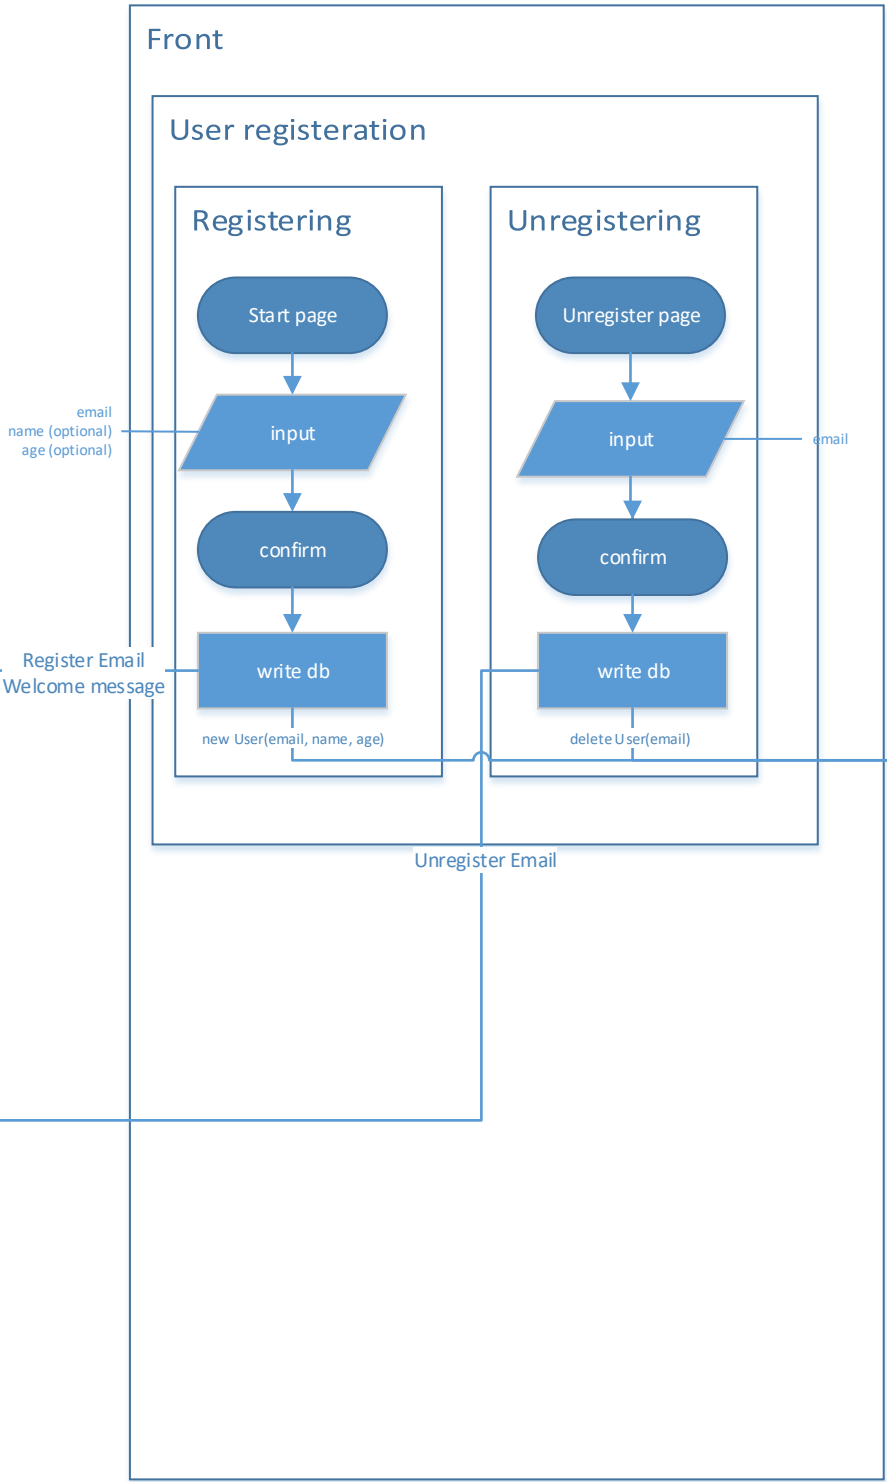 Front
User registeration
Registering
Unregistering
Start page
Unregister page
email
name (optional)
age (optional)
input
input
email
confirm
confirm
Register Email
Welcome message
write db
write db
new User(email, name, age)
delete User(email)
Unregister Email